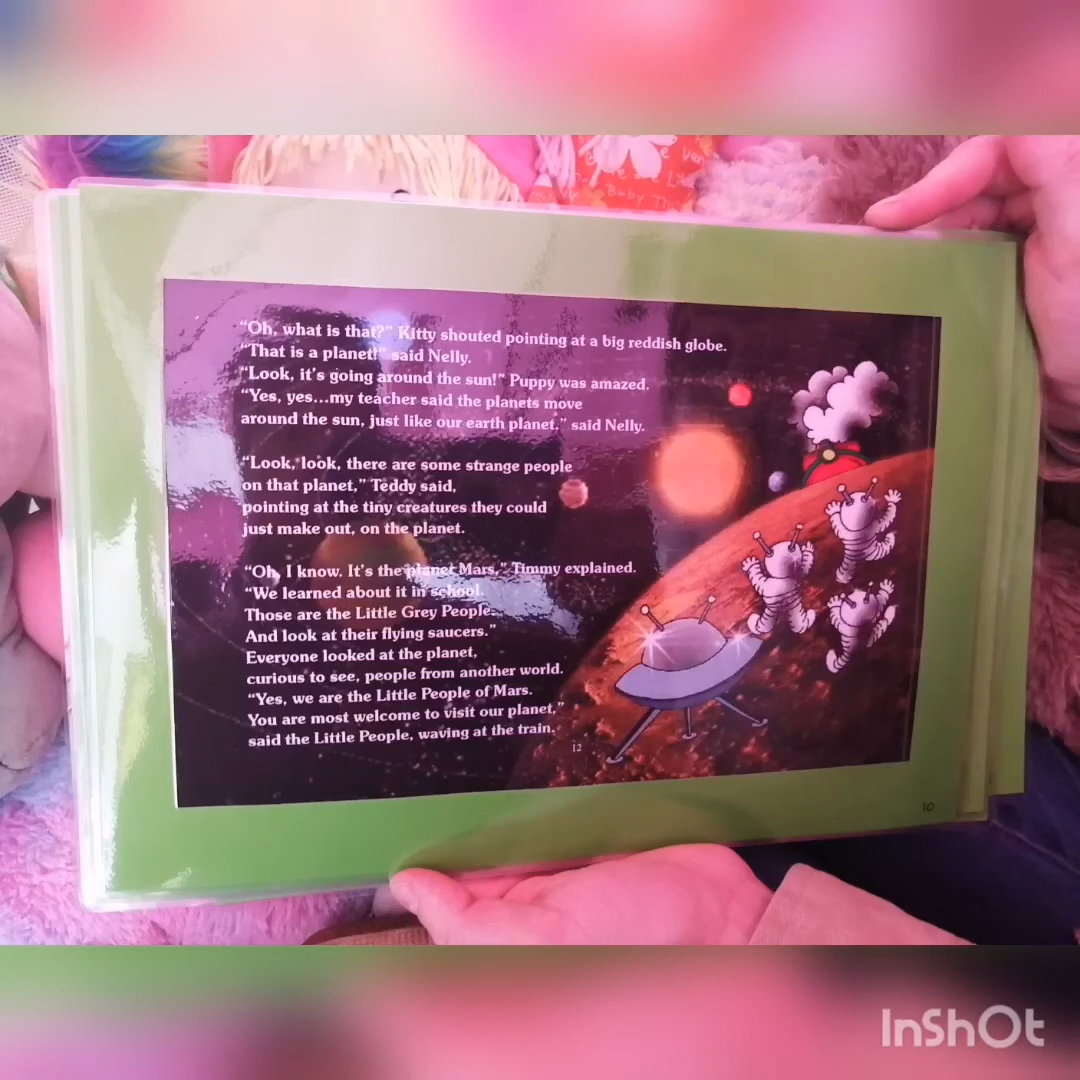 "Oh, what is that?" Kitty shouted pointing at a big reddish globe.
"That is a planet!" said Nelly.
"Look, it's going around the sun!" Puppy was amazed.
"Yes, yes...my teacher said the planets move
around the sun, just like our earth planet," said Nelly.
"Look, look, there are some strange people
on that planet," Teddy said,
pointing at the tiny creatures they could
just make out, on the planet.
"Oh, I know. It's the planet Mars," Timmy explained.
"We learned about it in school.
Those are the Little Grey People.
And look at their flying saucers."
Everyone looked at the planet,
curious to see, people from another world.
"Yes, we are the Little People of Mars.
You are most welcome to visit our planet,"
said the Little People, waving at the train.
12
10
InShOt